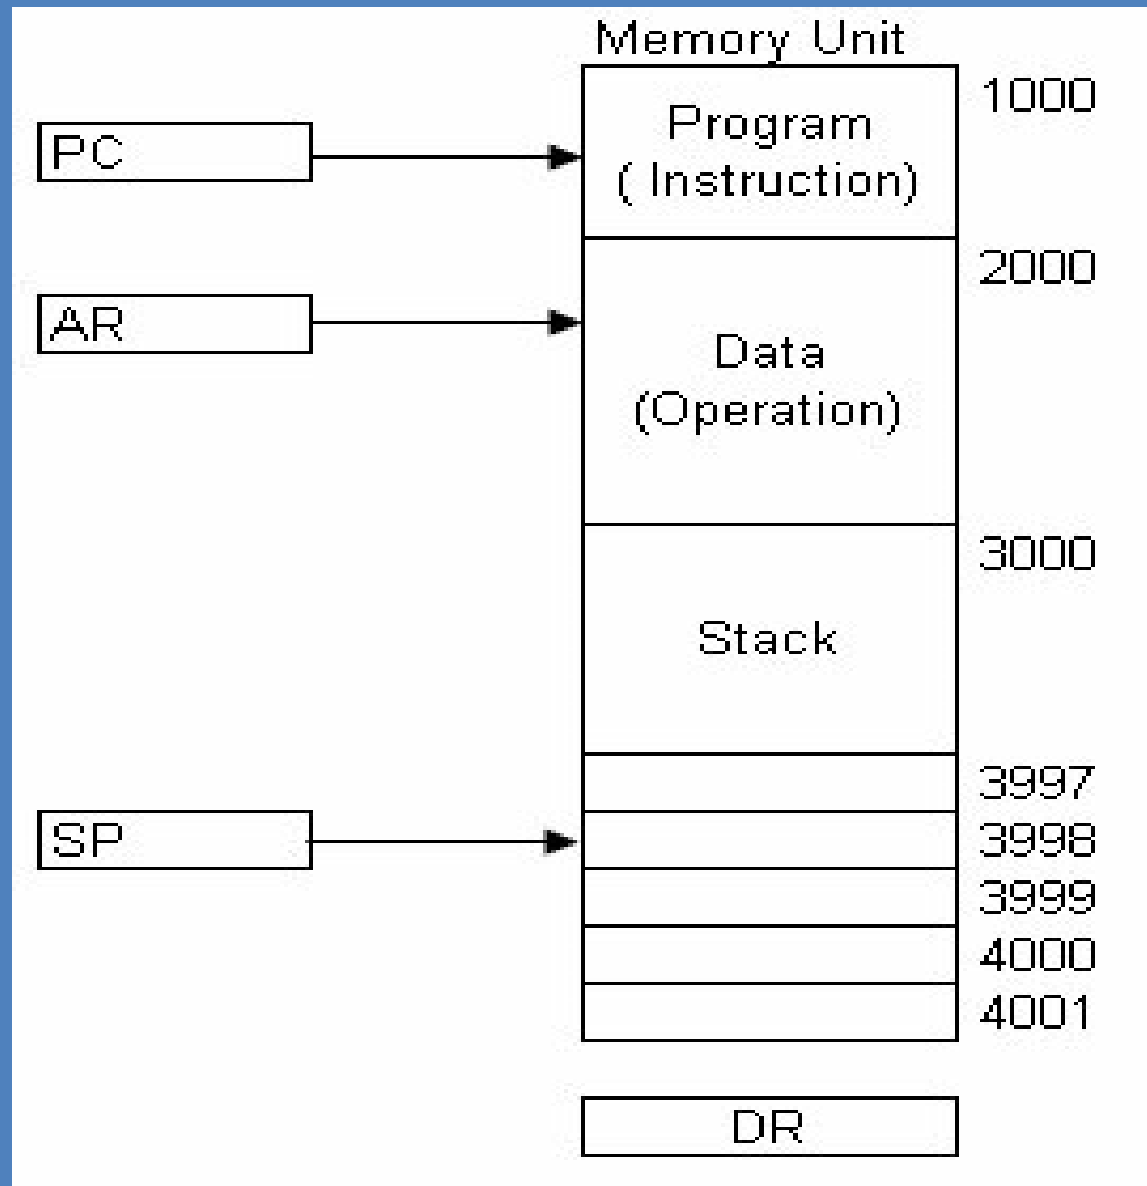 Memory Unit
PC
Program
( Instruction)
1000
AR
Data
(Operation)
2000
Stack
3000
3997
SP
3998
3999
4000
4001
DR